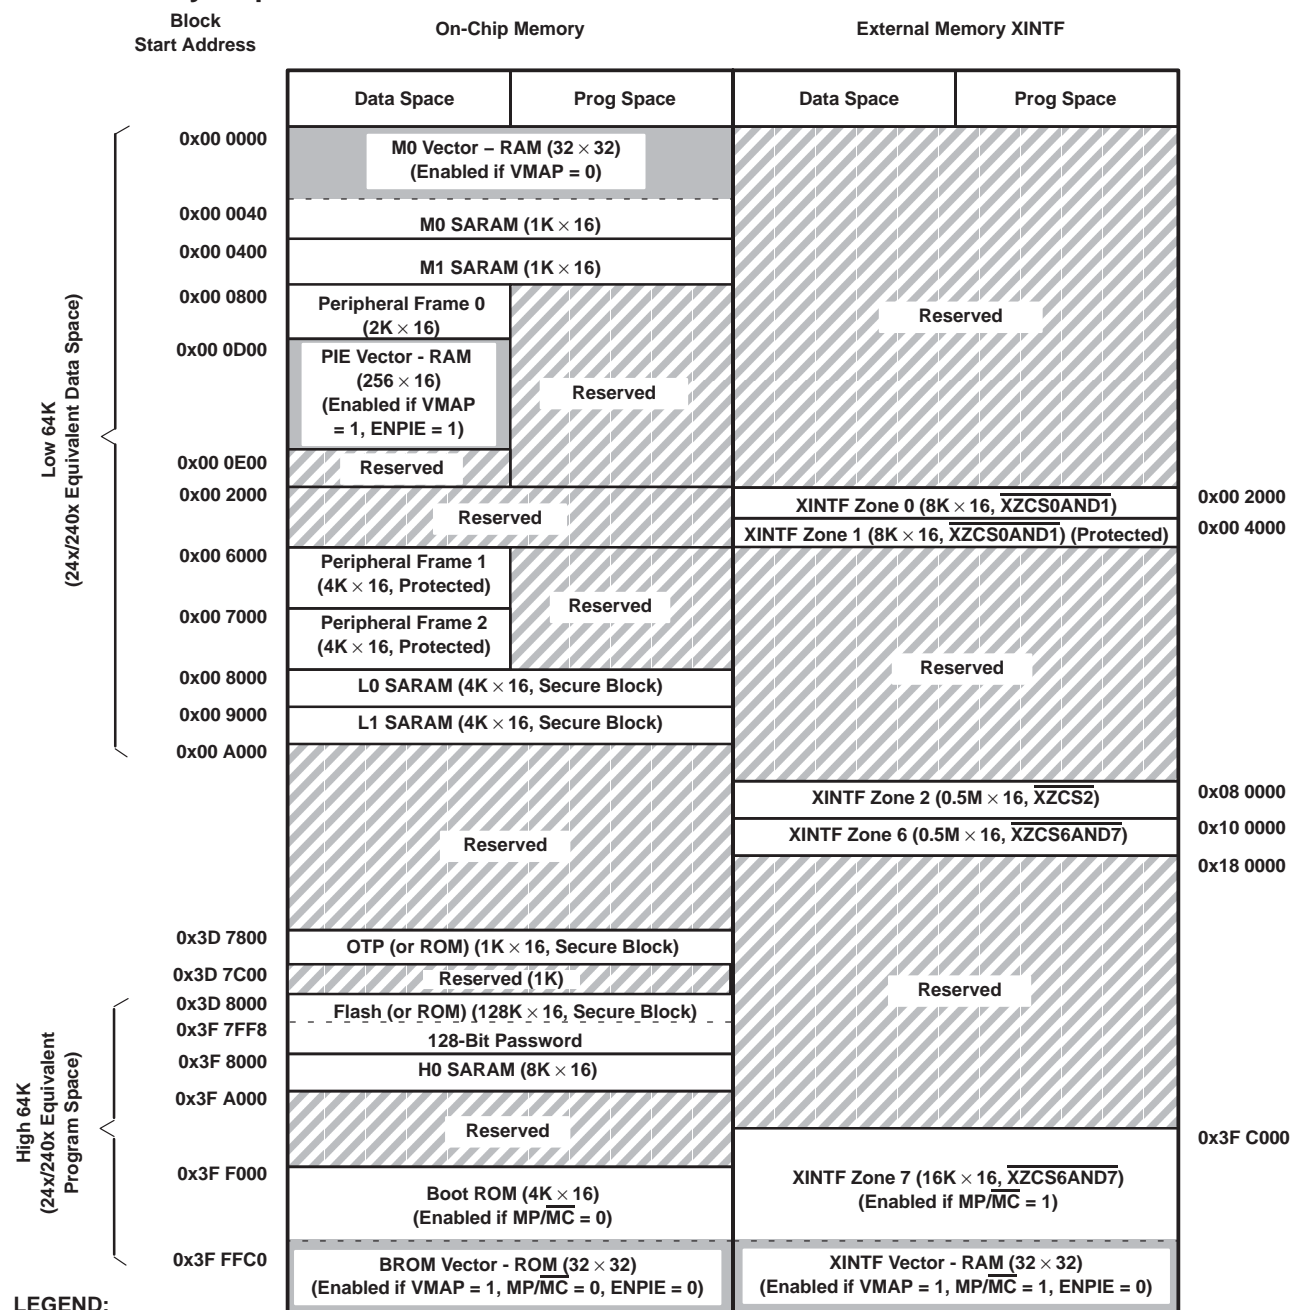 Block
Start Address
On-Chip Memory
External Memory XINTF
Data Space
Prog Space
Data Space
Prog Space
Low 64K
(24x/240x Equivalent Data Space)
0x00 0000
M0 Vector – RAM (32 × 32)
(Enabled if VMAP = 0)
0x00 0040
M0 SARAM (1K × 16)
0x00 0400
M1 SARAM (1K × 16)
0x00 0800
Peripheral Frame 0
(2K × 16)
0x00 0D00
PIE Vector - RAM
(256 × 16)
(Enabled if VMAP
= 1, ENPIE = 1)
Reserved
Reserved
0x00 0E00
Reserved
0x00 2000
Reserved
XINTF Zone 0 (8K × 16, XZCS0AND1)
0x00 2000
XINTF Zone 1 (8K × 16, XZCS0AND1) (Protected)
0x00 4000
0x00 6000
Peripheral Frame 1
(4K × 16, Protected)
0x00 7000
Peripheral Frame 2
(4K × 16, Protected)
Reserved
Reserved
0x00 8000
L0 SARAM (4K × 16, Secure Block)
0x00 9000
L1 SARAM (4K × 16, Secure Block)
0x00 A000
Reserved
XINTF Zone 2 (0.5M × 16, XZCS2)
0x08 0000
XINTF Zone 6 (0.5M × 16, XZCS6AND7)
0x10 0000
0x18 0000
0x3D 7800
OTP (or ROM) (1K × 16, Secure Block)
0x3D 7C00
Reserved (1K)
Reserved
High 64K
(24x/240x Equivalent
Program Space)
0x3D 8000
Flash (or ROM) (128K × 16, Secure Block)
0x3F 7FF8
128-Bit Password
0x3F 8000
H0 SARAM (8K × 16)
0x3F A000
Reserved
0x3F C000
0x3F F000
Boot ROM (4K × 16)
(Enabled if MP/MC = 0)
XINTF Zone 7 (16K × 16, XZCS6AND7)
(Enabled if MP/MC = 1)
0x3F FFC0
BROM Vector - ROM (32 × 32)
(Enabled if VMAP = 1, MP/MC = 0, ENPIE = 0)
XINTF Vector - RAM (32 × 32)
(Enabled if VMAP = 1, MP/MC = 1, ENPIE = 0)
LEGEND: